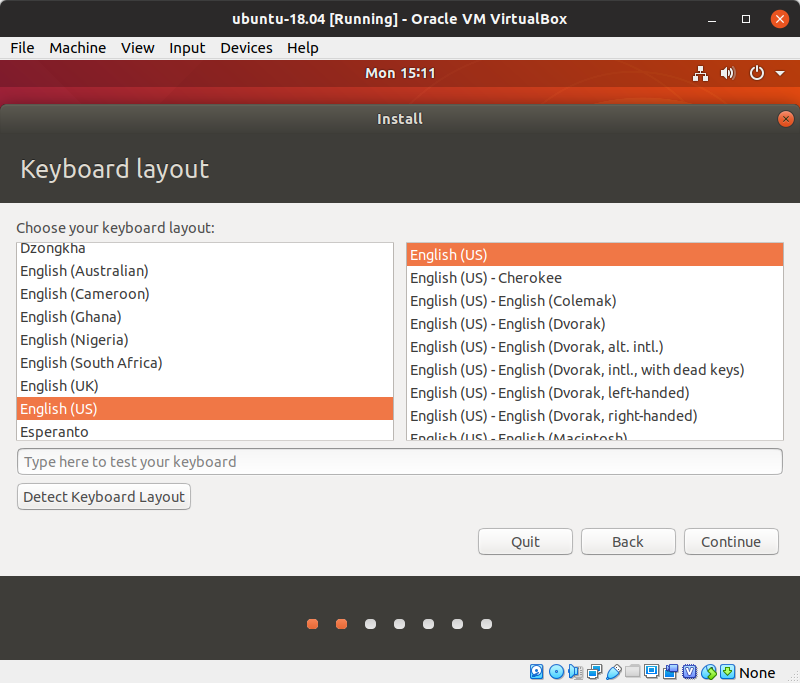 ubuntu-18.04 [Running] - Oracle VM VirtualBox
File Machine View Input Devices Help
Mon 15:11
Install
Keyboard layout
Choose your keyboard layout:
Dzongkha
English (Australian)
English (Cameroon)
English (Ghana)
English (Nigeria)
English (South Africa)
English (UK)
English (US)
Esperanto
English (US)
English (US) - Cherokee
English (US) - English (Colemak)
English (US) - English (Dvorak)
English (US) - English (Dvorak, alt. intl.)
English (US) - English (Dvorak, intl., with dead keys)
English (US) - English (Dvorak, left-handed)
English (US) - English (Dvorak, right-handed)
English (US) - English (Macintosh)
Type here to test your keyboard
Detect Keyboard Layout
Quit Back Continue
None